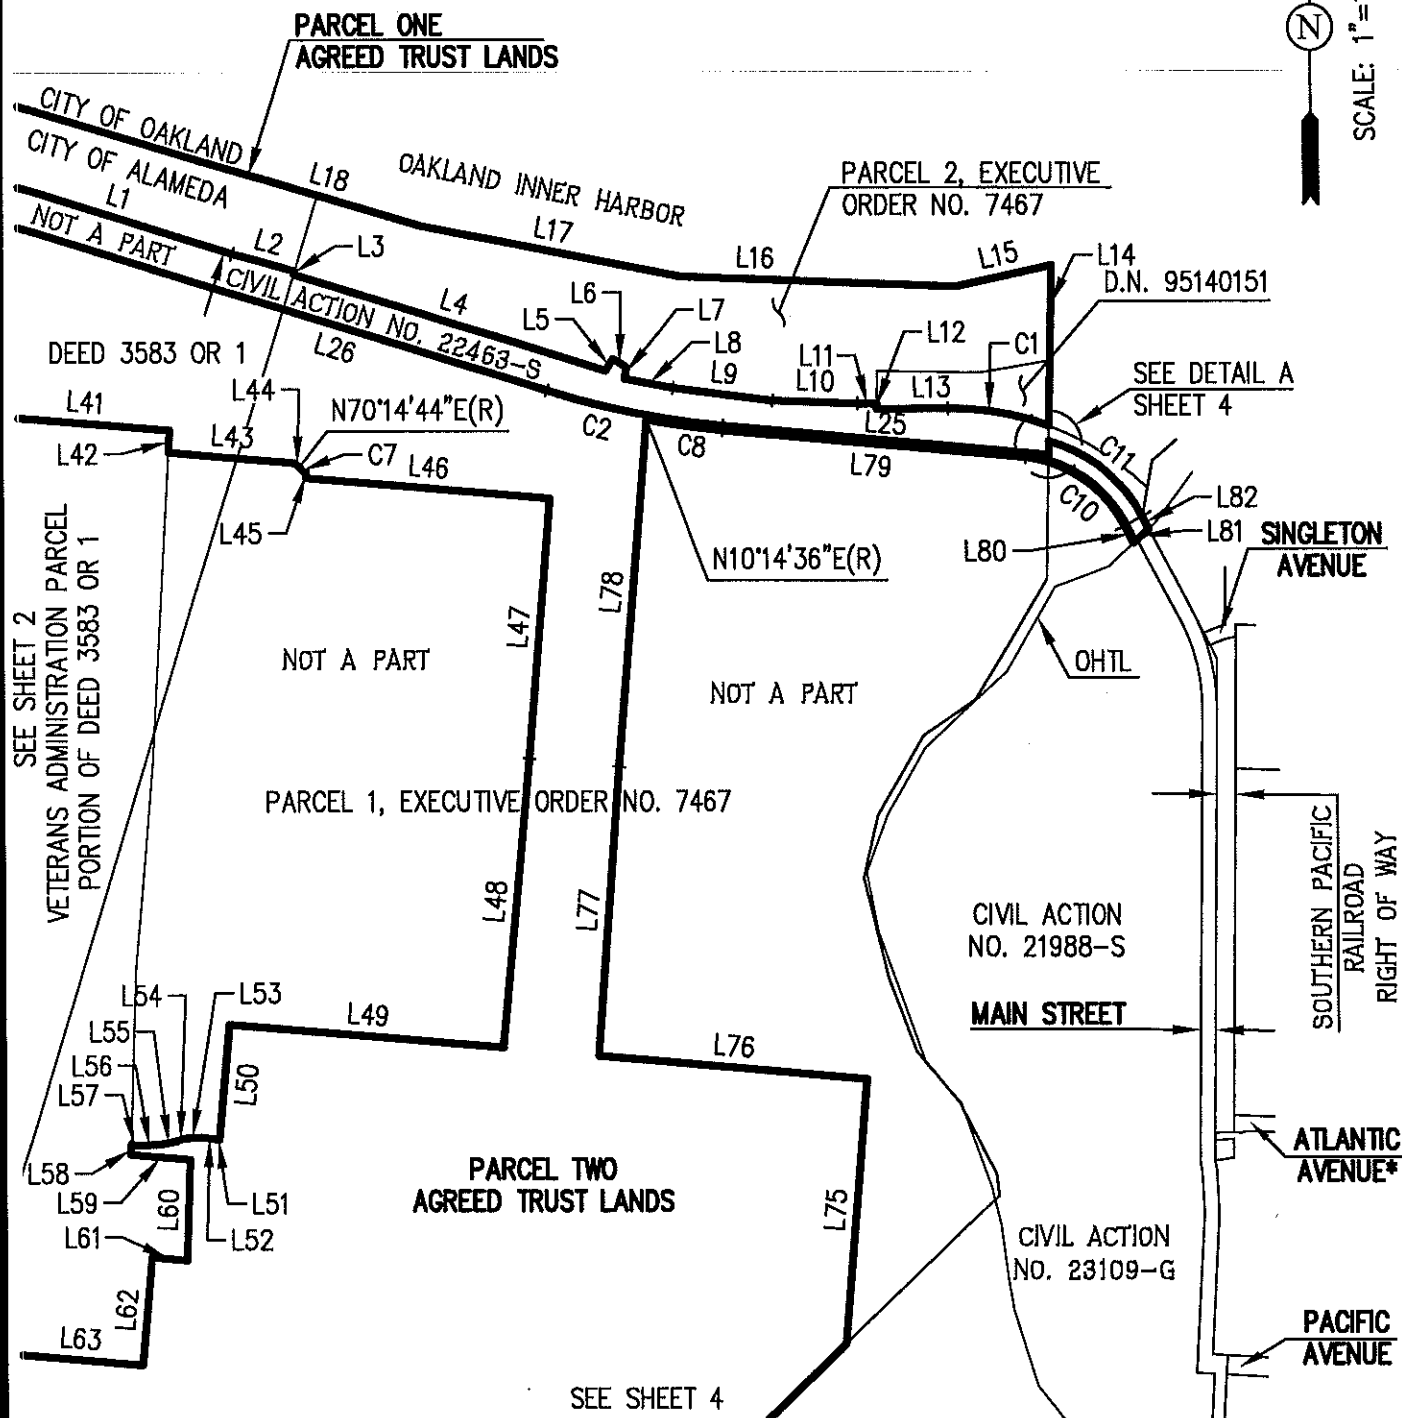 PARCEL ONE
AGREED TRUST LANDS
N
SCALE: 1"=
CITY OF OAKLAND
CITY OF ALAMEDA
L18
OAKLAND INNER HARBOR
PARCEL 2, EXECUTIVE
ORDER NO. 7467
L1
NOT A PART
L2
L3
L17
L16
L15
L14
D.N. 95140151
CIVIL ACTION NO. 22463-S
L4
L5
L6
L7
L8
L9
L10
L11
L12
L13
C1
L26
DEED 3583 OR 1
SEE DETAIL A
SHEET 4
L41
L42
L43
L44
N70°14'44"E(R)
C7
L45
L46
C2
C8
L25
L79
C11
C10
L82
L81
L80
SINGLETON
AVENUE
N10°14'36"E(R)
L78
L47
SEE SHEET 2
VETERANS ADMINISTRATION PARCEL
PORTION OF DEED 3583 OR 1
NOT A PART
NOT A PART
OHTL
PARCEL 1, EXECUTIVE ORDER NO. 7467
L48
L77
CIVIL ACTION
NO. 21988-S
SOUTHERN PACIFIC
RAILROAD
RIGHT OF WAY
MAIN STREET
L54
L53
L55
L56
L57
L49
L50
L76
L58
L59
L60
L51
L52
L61
L62
L63
PARCEL TWO
AGREED TRUST LANDS
L75
ATLANTIC
AVENUE*
CIVIL ACTION
NO. 23109-G
PACIFIC
AVENUE
SEE SHEET 4